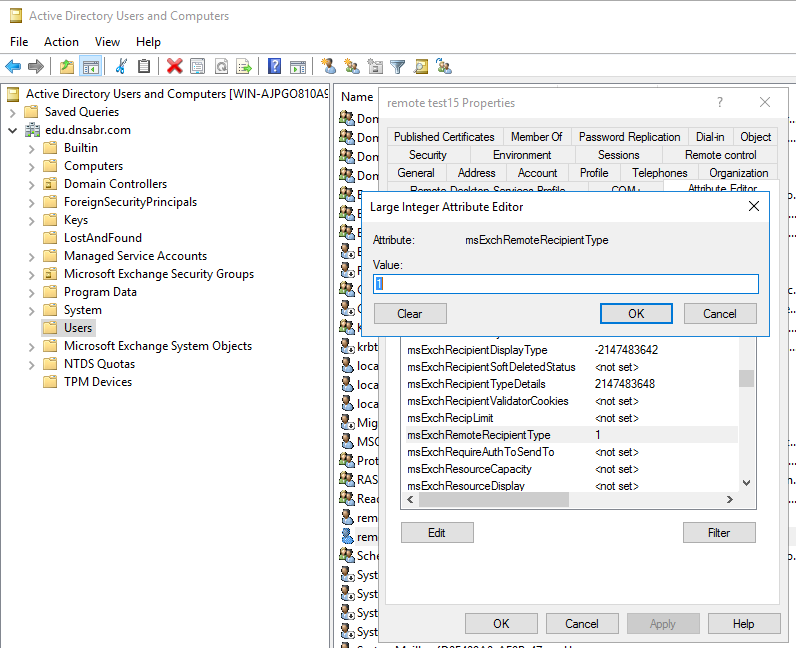 Active Directory Users and Computers
File Action View Help
Active Directory Users and Computers [WIN-AJPGO810A9
Saved Queries
edu.dnsabr.com
Builtin
Computers
Domain Controllers
ForeignSecurityPrincipals
Keys
LostAndFound
Managed Service Accounts
Microsoft Exchange Security Groups
Program Data
System
Users
Microsoft Exchange System Objects
NTDS Quotas
TPM Devices
Name
Don
Don
Don
Don
krbt
loca
loca
loca
Mig
MSO
Prot
RAS
Rea
rem
rem
Sche
Syst
Syst
Syst
Syst
remote test15 Properties
?
Published Certificates Member Of Password Replication Dial-in Object
Security Environment Sessions Remote control
General Address Account Profile Telephones Organization
Remote Desktop Services Profile COM+ Attribute Editor
Large Integer Attribute Editor
Attribute: msExchRemoteRecipientType
Value:
1
Clear OK Cancel
msExchRecipientDisplayType -2147483642
msExchRecipientSoftDeletedStatus <not set>
msExchRecipientTypeDetails 2147483648
msExchRecipientValidatorCookies <not set>
msExchRecipLimit <not set>
msExchRemoteRecipientType 1
msExchRequireAuthToSendTo <not set>
msExchResourceCapacity <not set>
msExchResourceDisplay <not set>
Edit Filter
OK Cancel Apply Help